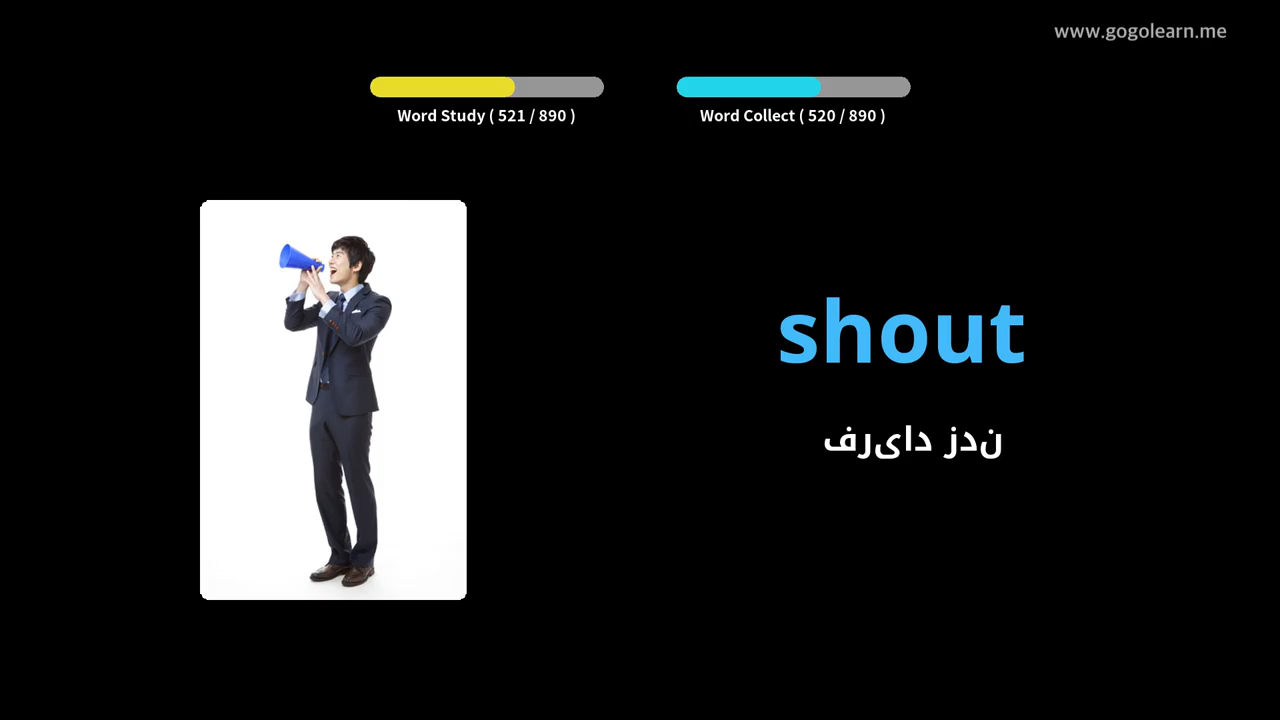 www.gogolearn.me
Word Study ( 521 / 890 )
Word Collect ( 520 / 890 )
shout
فریاد زدن